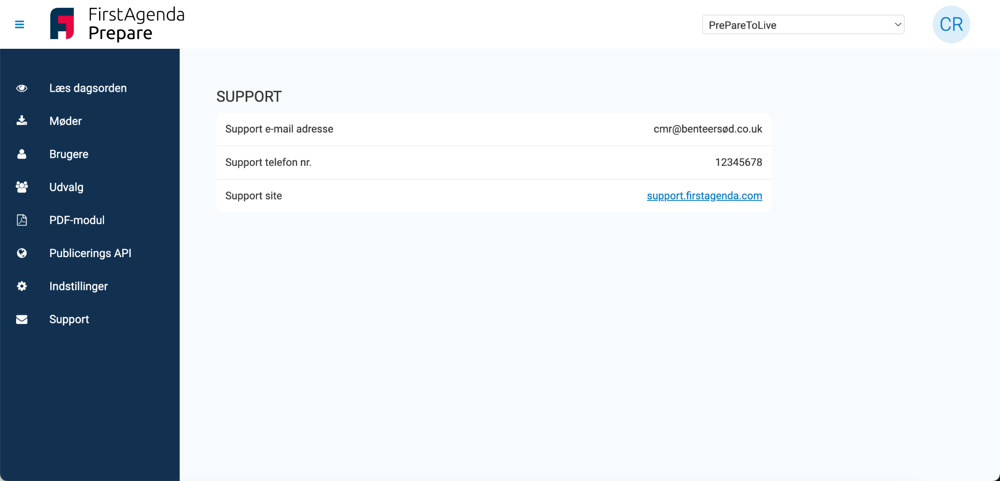 FirstAgenda
Prepare
PrePareToLive
CR
Læs dagsorden
Møder
Brugere
Udvalg
PDF-modul
Publicerings API
Indstillinger
Support
SUPPORT
Support e-mail adresse cmr@benteersød.co.uk
Support telefon nr. 12345678
Support site support.firstagenda.com